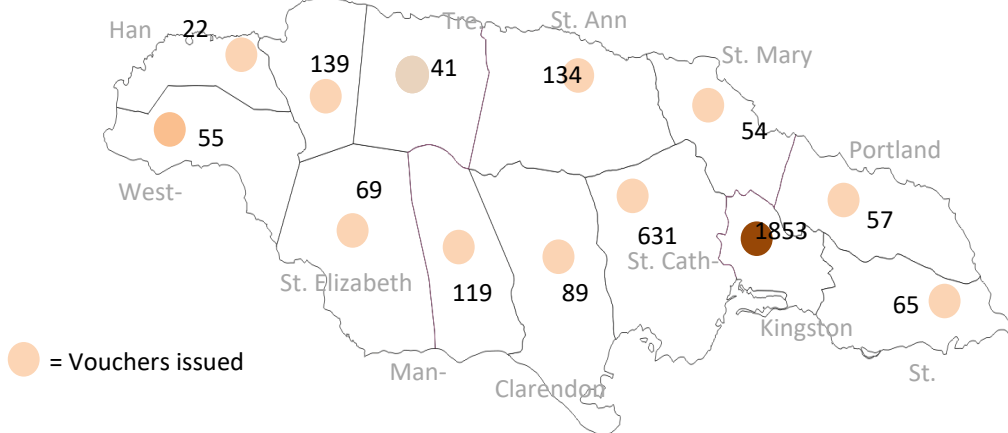 Han
22
Tre-
St. Ann
139
41
134
St. Mary
54
55
West-
Portland
69
57
1853
631
St. Cath-
St. Elizabeth
119
89
65
Kingston
= Vouchers issued
Man-
Clarendon
St.